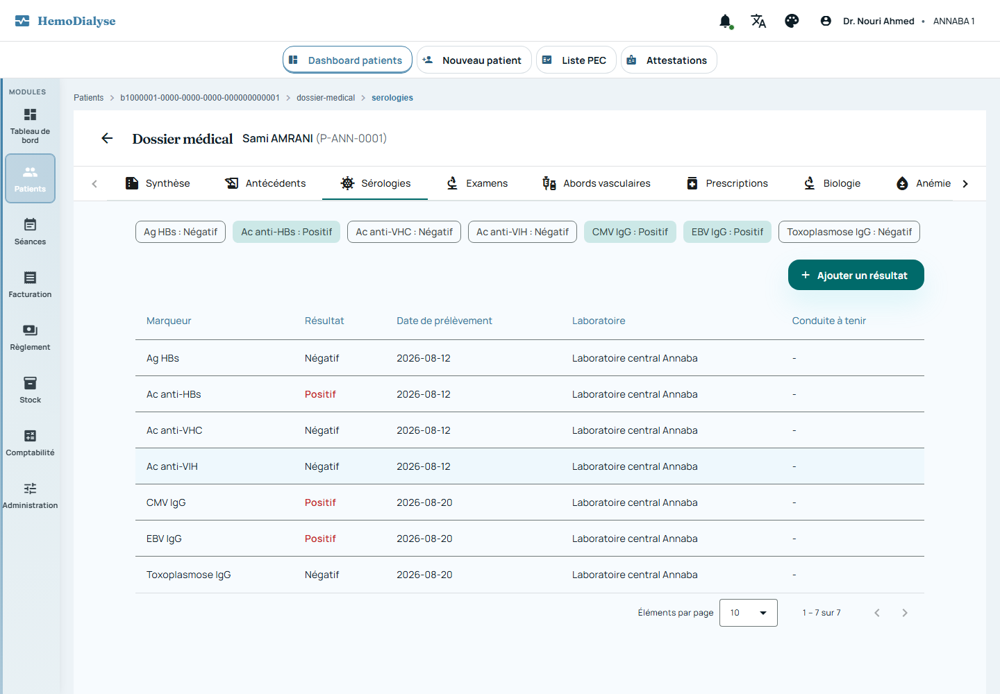 HemoDialyse
Dr. Nouri Ahmed • ANNABA 1
Dashboard patients
Nouveau patient
Liste PEC
Attestations
MODULES
Tableau de
bord
Patients
Séances
Facturation
Règlement
Stock
Comptabilité
Administration
Patients > b1000001-0000-0000-0000-000000000001 > dossier-medical > serologies
Dossier médical Sami AMRANI (P-ANN-0001)
Synthèse
Antécédents
Sérologies
Examens
Abords vasculaires
Prescriptions
Biologie
Anémie
Ag HBs : Négatif
Ac anti-HBs : Positif
Ac anti-VHC : Négatif
Ac anti-VIH : Négatif
CMV IgG : Positif
EBV IgG : Positif
Toxoplasmose IgG : Négatif
+ Ajouter un résultat
Marqueur Résultat Date de prélèvement Laboratoire Conduite à tenir
Ag HBs Négatif 2026-08-12 Laboratoire central Annaba -
Ac anti-HBs Positif 2026-08-12 Laboratoire central Annaba -
Ac anti-VHC Négatif 2026-08-12 Laboratoire central Annaba -
Ac anti-VIH Négatif 2026-08-12 Laboratoire central Annaba -
CMV IgG Positif 2026-08-20 Laboratoire central Annaba -
EBV IgG Positif 2026-08-20 Laboratoire central Annaba -
Toxoplasmose IgG Négatif 2026-08-20 Laboratoire central Annaba -
Éléments par page 10 1 – 7 sur 7